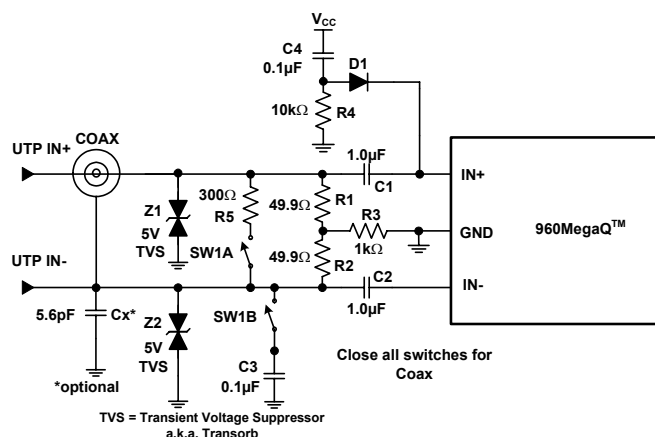 VCC
C4
0.1µF
D1
10kΩ
R4
COAX
UTP IN+
1.0µF
C1
IN+
300Ω
R5
49.9Ω
R1
Z1
5V
TVS
R3
1kΩ
GND
960MegaQ™
SW1A
49.9Ω
R2
UTP IN-
C2
1.0µF
IN-
5.6pF
Cx*
Z2
5V
TVS
SW1B
C3
0.1µF
Close all switches for
Coax
*optional
TVS = Transient Voltage Suppressor
a.k.a. Transorb